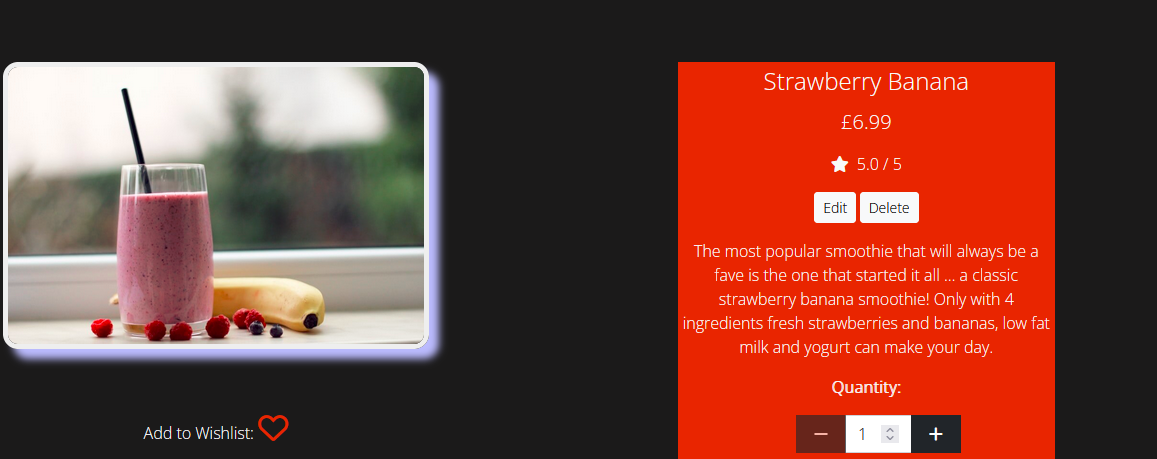 Strawberry Banana
£6.99
5.0 / 5
Edit Delete
The most popular smoothie that will always be a
fave is the one that started it all ... a classic
strawberry banana smoothie! Only with 4
ingredients fresh strawberries and bananas, low fat
milk and yogurt can make your day.
Quantity:
− 1 +
Add to Wishlist: